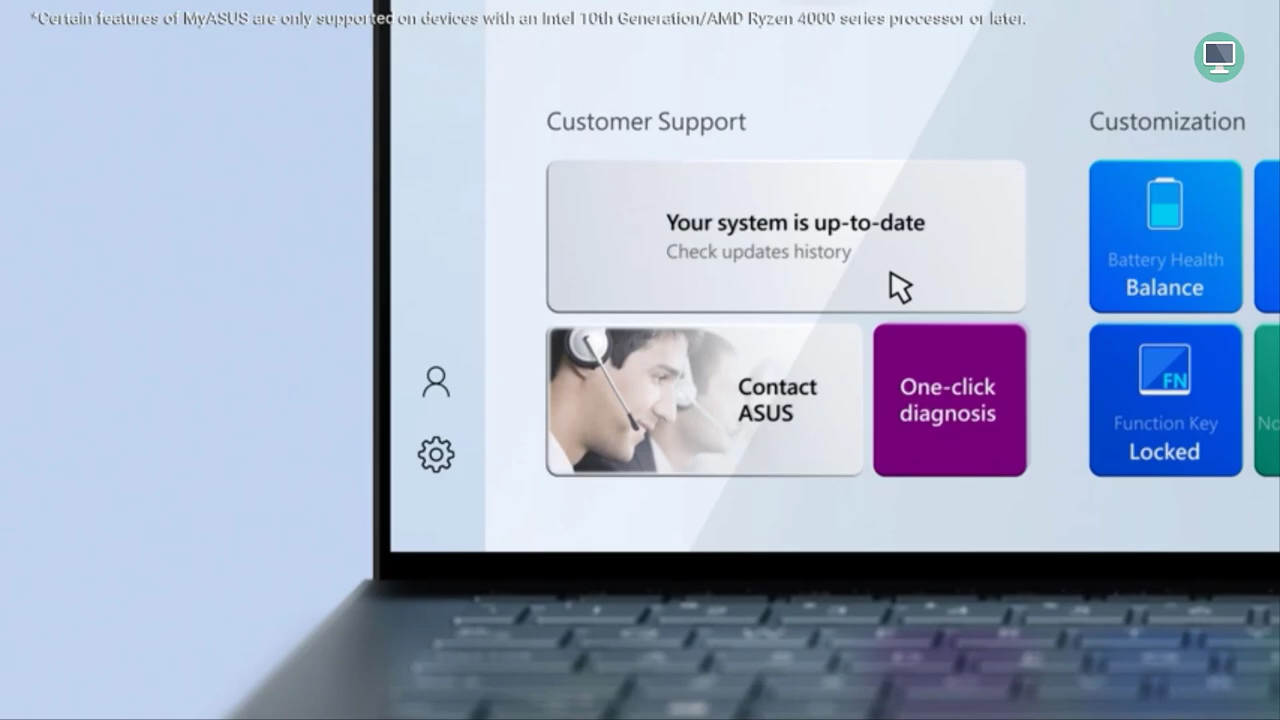 *Certain features of MyASUS are only supported on devices with an Intel 10th Generation/AMD Ryzen 4000 series processor or later.
Customer Support
Customization
Your system is up-to-date
Check updates history
Battery Health
Balance
Contact
ASUS
One-click
diagnosis
FN
Function Key
Locked
No